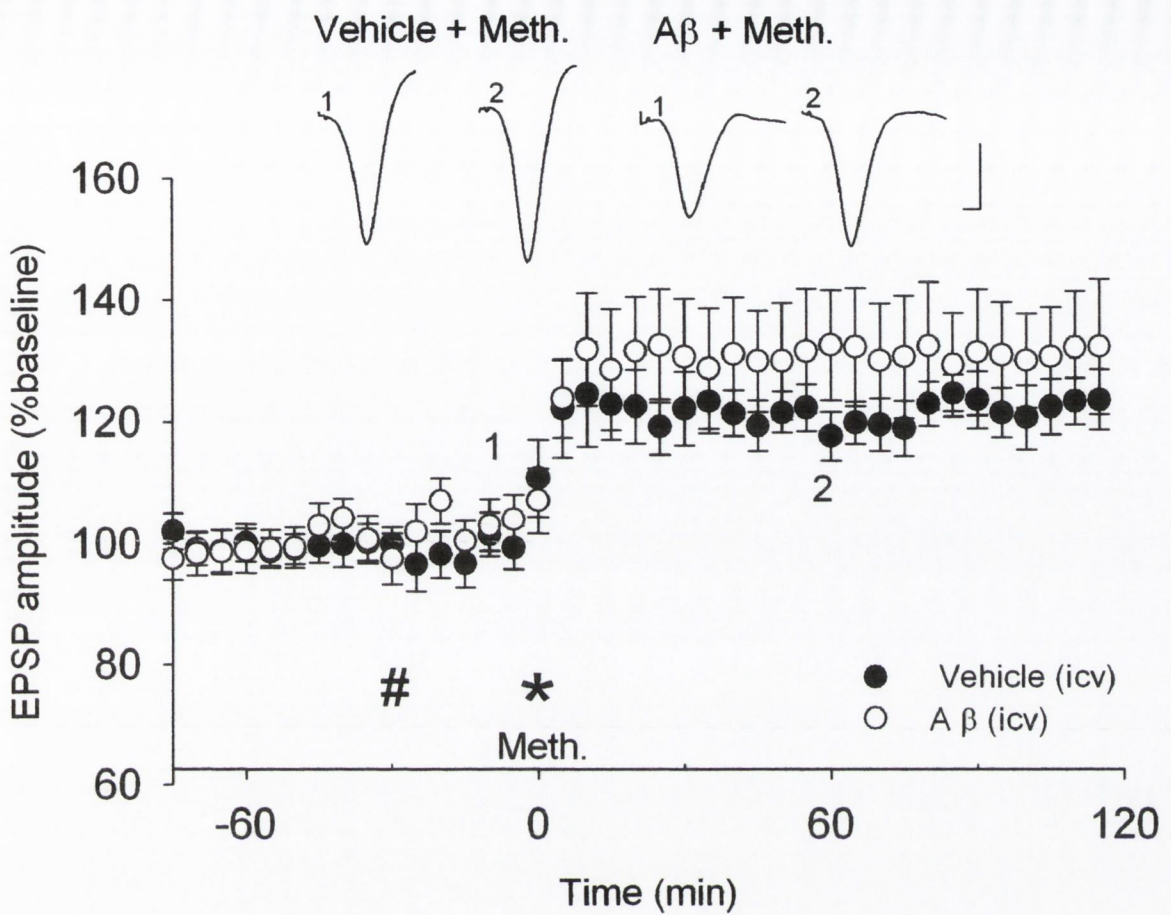 Vehicle + Meth. Aβ + Meth.
1 2 1 2
160
140
120
100
80
60
EPSP amplitude (%baseline)
1
2
# *
Meth.
Vehicle (icv)
A β (icv)
-60 0 60 120
Time (min)